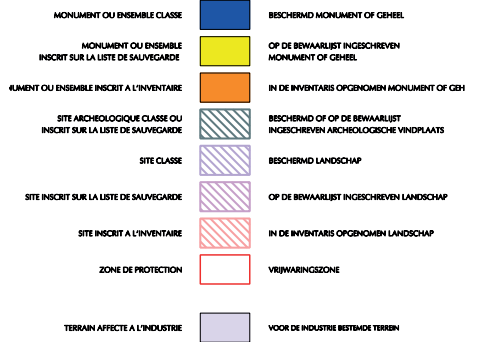 MONUMENT OU ENSEMBLE CLASSE
BESCHERMD MONUMENT OF GEHEEL
MONUMENT OU ENSEMBLE
INSCRIT SUR LA LISTE DE SAUVEGARDE
OP DE BEWAARLIJST INGESCHREVEN
MONUMENT OF GEHEEL
UMENT OU ENSEMBLE INSCRIT A L'INVENTAIRE
IN DE INVENTARIS OPGENOMEN MONUMENT OF GEH
SITE ARCHEOLOGIQUE CLASSE OU
INSCRIT SUR LA LISTE DE SAUVEGARDE
BESCHERMD OF OP DE BEWAARLIJST
INGESCHREVEN ARCHEOLOGISCHE VINDPLAATS
SITE CLASSE
BESCHERMD LANDSCHAP
SITE INSCRIT SUR LA LISTE DE SAUVEGARDE
OP DE BEWAARLIJST INGESCHREVEN LANDSCHAP
SITE INSCRIT A L'INVENTAIRE
IN DE INVENTARIS OPGENOMEN LANDSCHAP
ZONE DE PROTECTION
VRIJWARINGSZONE
TERRAIN AFFECTE A L'INDUSTRIE
VOOR DE INDUSTRIE BESTEMDE TERREIN